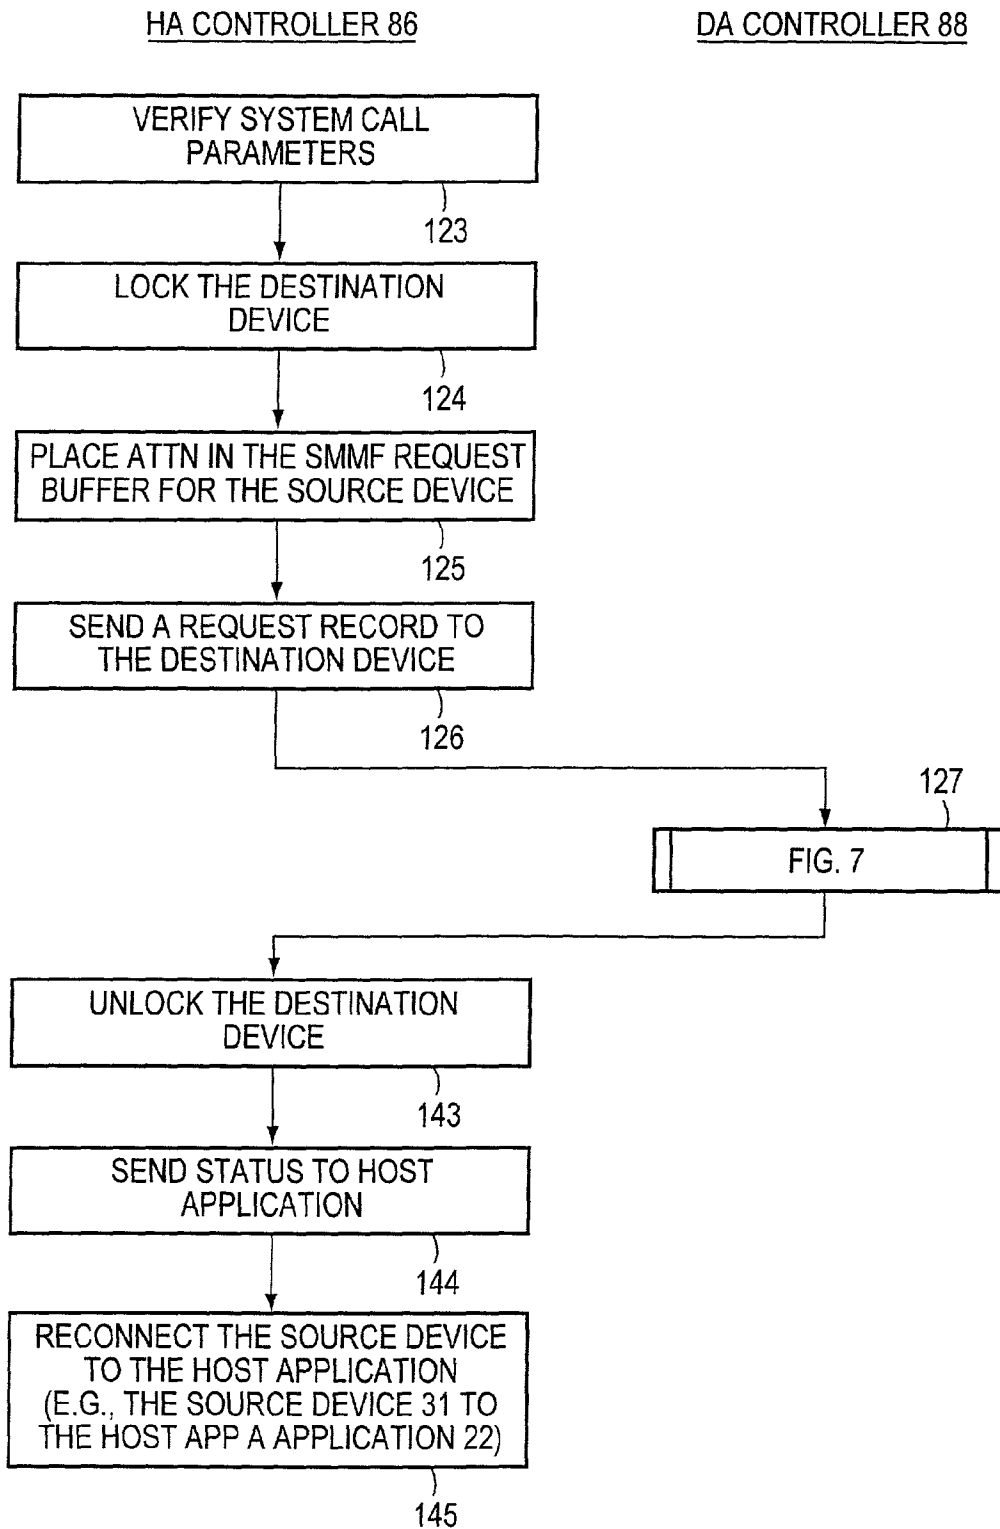 HA CONTROLLER 86
DA CONTROLLER 88
VERIFY SYSTEM CALL
PARAMETERS
123
LOCK THE DESTINATION
DEVICE
124
PLACE ATTN IN THE SMMF REQUEST
BUFFER FOR THE SOURCE DEVICE
125
SEND A REQUEST RECORD TO
THE DESTINATION DEVICE
126
127
FIG. 7
UNLOCK THE DESTINATION
DEVICE
143
SEND STATUS TO HOST
APPLICATION
144
RECONNECT THE SOURCE DEVICE
TO THE HOST APPLICATION
(E.G., THE SOURCE DEVICE 31 TO
THE HOST APP A APPLICATION 22)
145